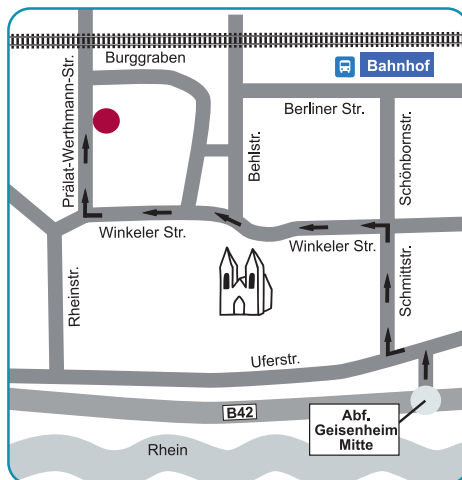 Burggraben
Bahnhof
Prälat-Werthmann-Str.
Berliner Str.
Behlstr.
Schönbornstr.
Winkeler Str.
Winkeler Str.
Rheinstr.
Schmittstr.
Uferstr.
B42
Abf.
Geisenheim
Mitte
Rhein